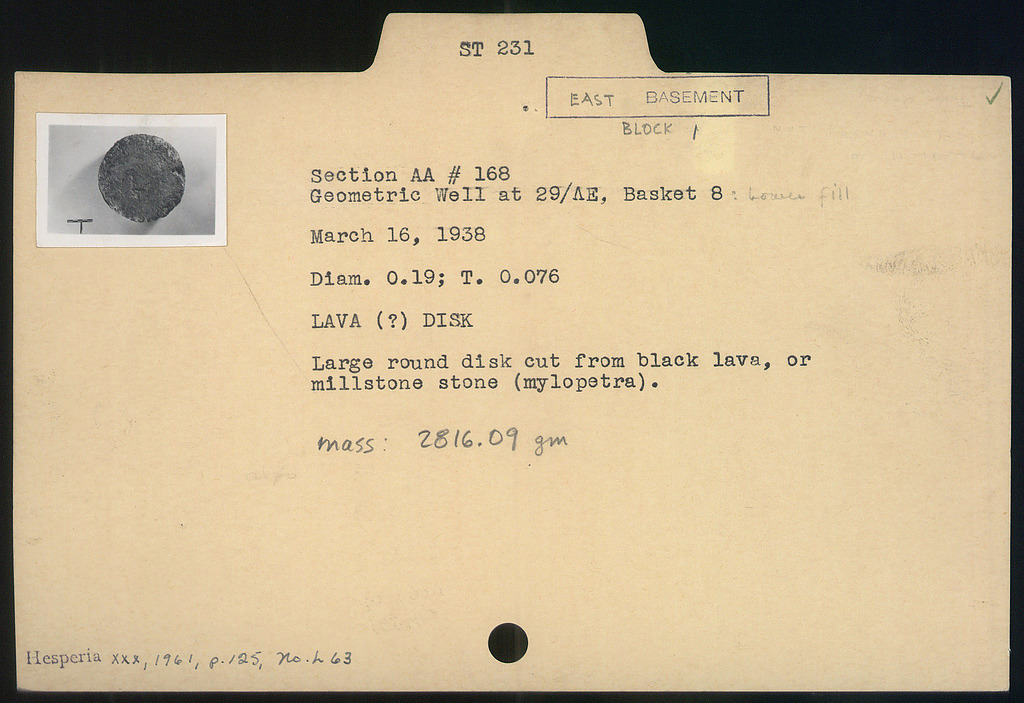 ST 231
EAST BASEMENT
BLOCK 1
Section AA # 168
Geometric Well at 29/ΛE, Basket 8 : Lower fill
March 16, 1938
Diam. 0.19; T. 0.076
LAVA (?) DISK
Large round disk cut from black lava, or
millstone stone (mylopetra).
mass: 2816.09 gm
Hesperia xxx, 1961, p.125, No. L 63